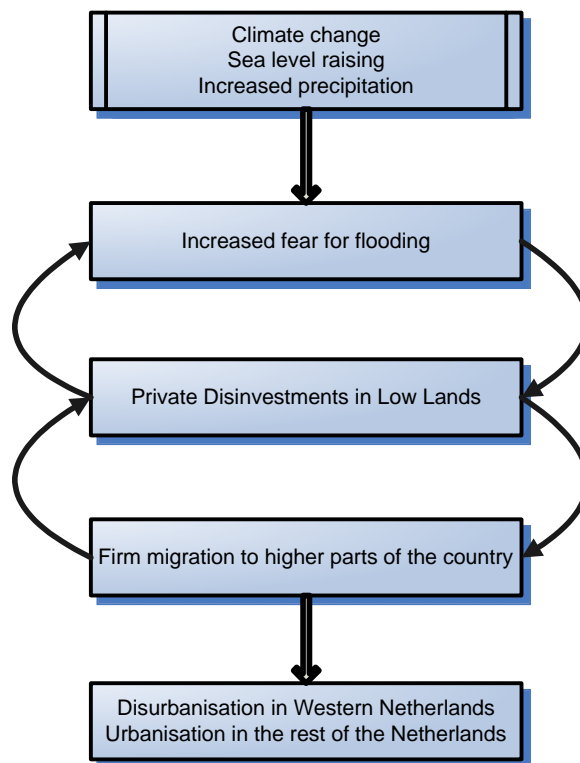 Climate change
Sea level raising
Increased precipitation
Increased fear for flooding
Private Disinvestments in Low Lands
Firm migration to higher parts of the country
Disurbanisation in Western Netherlands
Urbanisation in the rest of the Netherlands